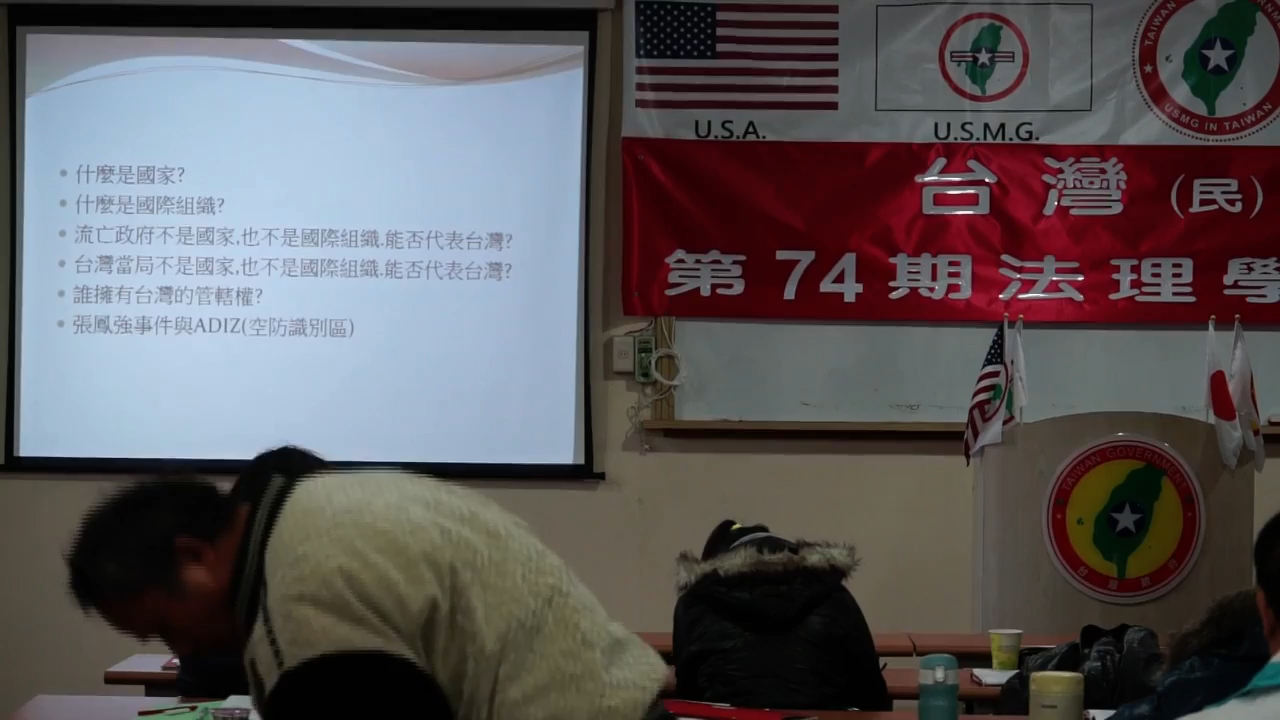 什麼是國家?
什麼是國際組織?
流亡政府不是國家,也不是國際組織.能否代表台灣?
台灣當局不是國家,也不是國際組織.能否代表台灣?
誰擁有台灣的管轄權?
張鳳強事件與ADIZ(空防識別區)
U.S.A.
U.S.M.G.
TAIWAN
USMG IN TAIWAN
台灣(民)
第74期法理學
TAIWAN GOVERNMENT